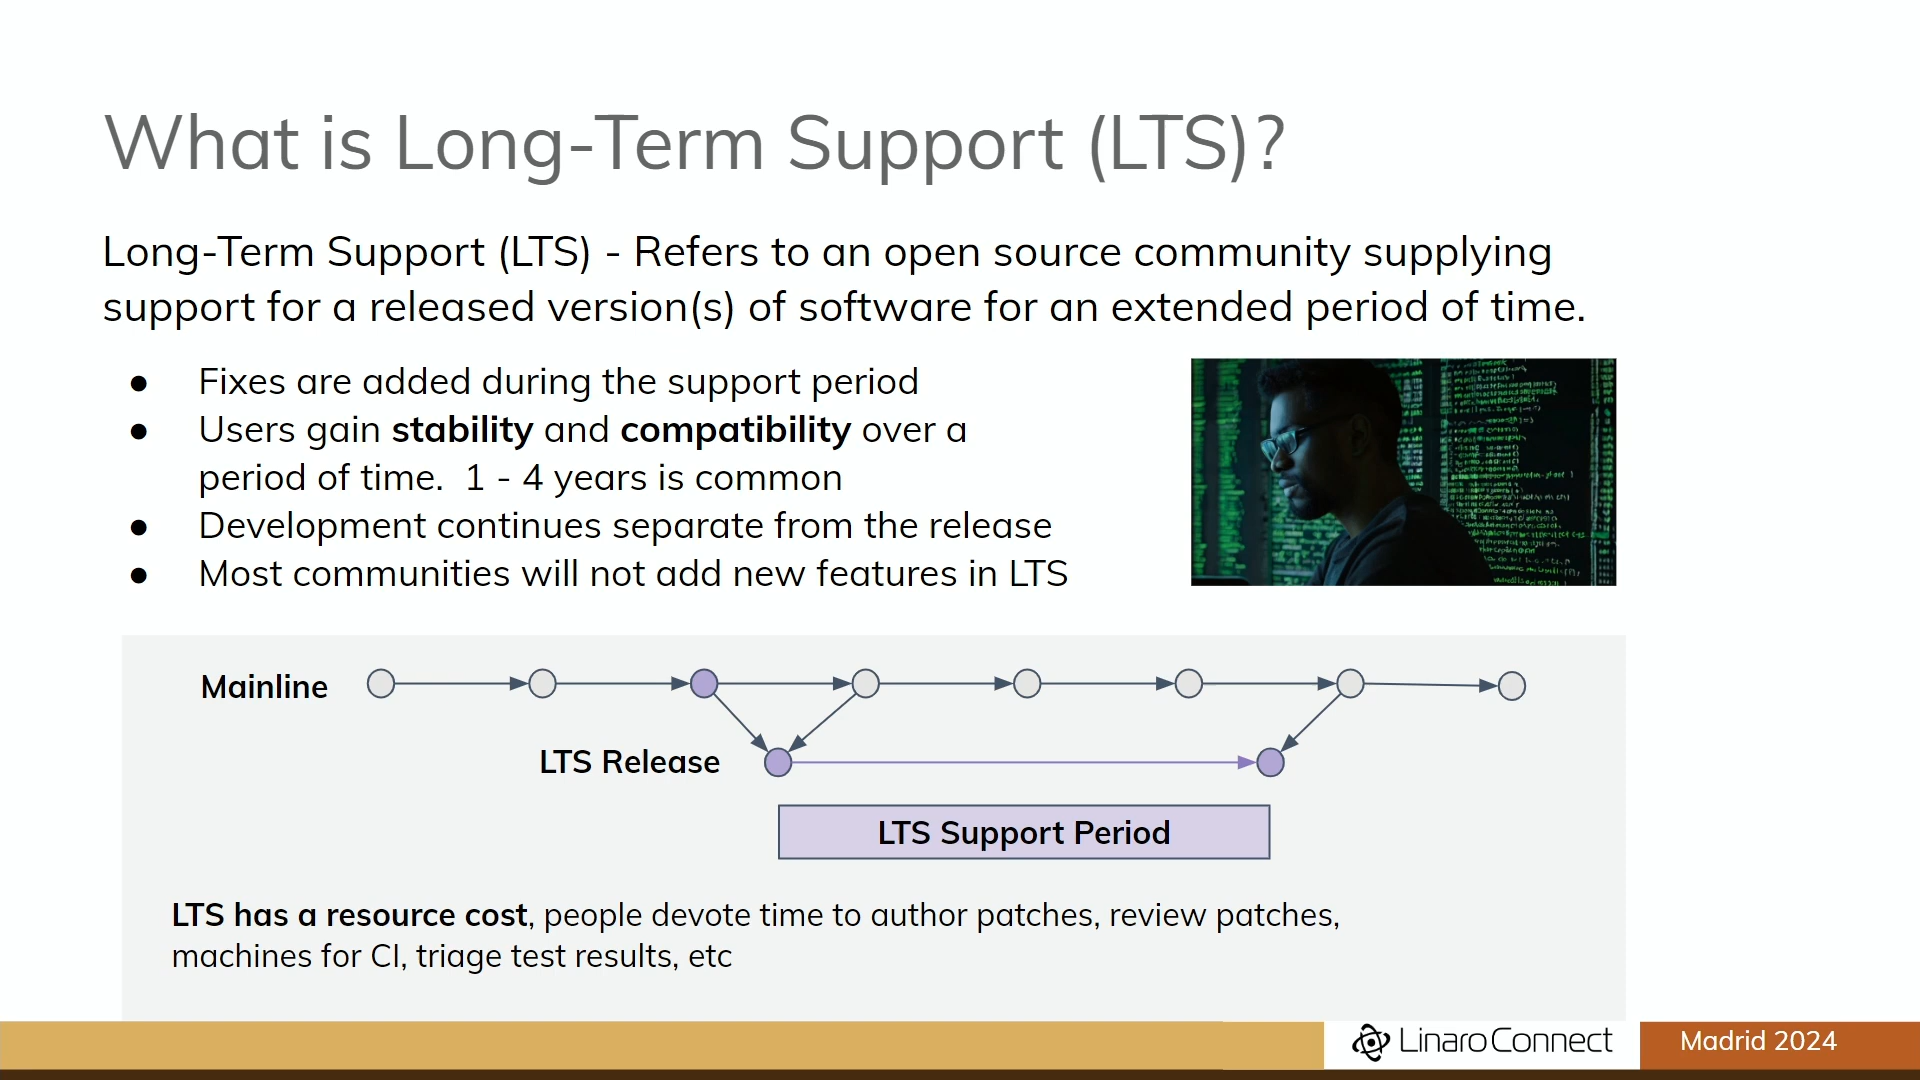 What is Long-Term Support (LTS)?
Long-Term Support (LTS) - Refers to an open source community supplying
support for a released version(s) of software for an extended period of time.
● Fixes are added during the support period
● Users gain stability and compatibility over a
period of time.  1 - 4 years is common
● Development continues separate from the release
● Most communities will not add new features in LTS
Mainline
LTS Release
LTS Support Period
LTS has a resource cost, people devote time to author patches, review patches,
machines for CI, triage test results, etc
Linaro Connect
Madrid 2024